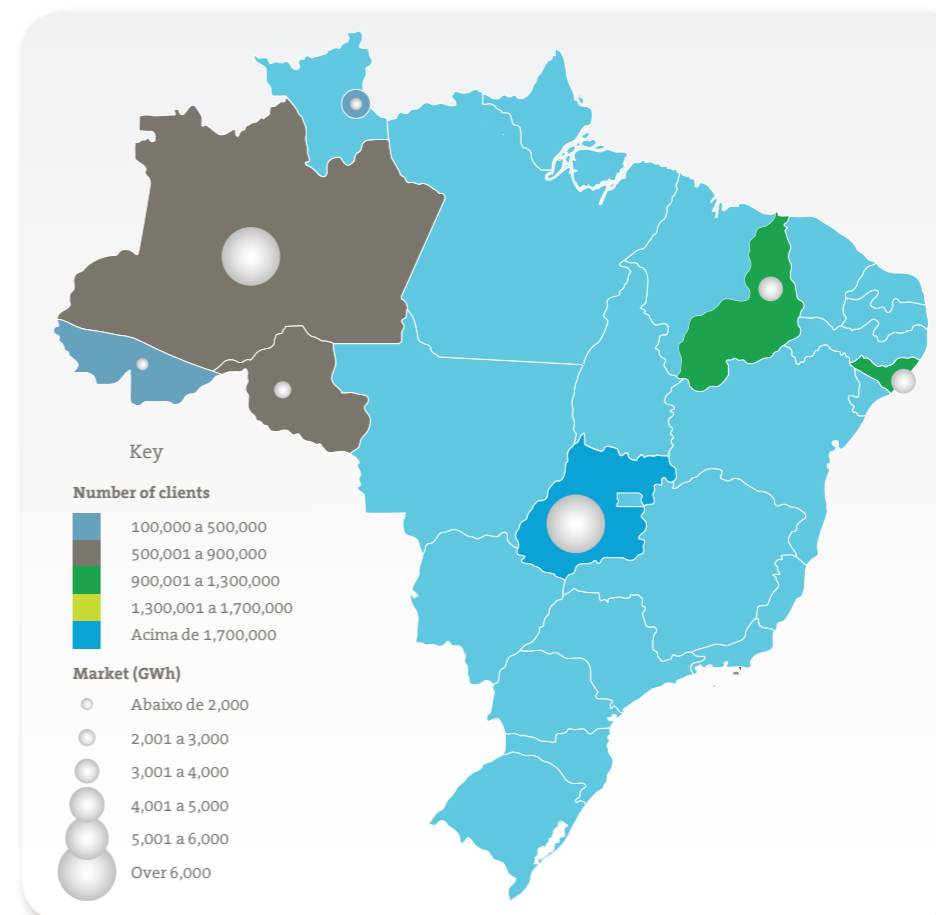 Key
Number of clients
100,000 a 500,000
500,001 a 900,000
900,001 a 1,300,000
1,300,001 a 1,700,000
Acima de 1,700,000
Market (GWh)
Abaixo de 2,000
2,001 a 3,000
3,001 a 4,000
4,001 a 5,000
5,001 a 6,000
Over 6,000